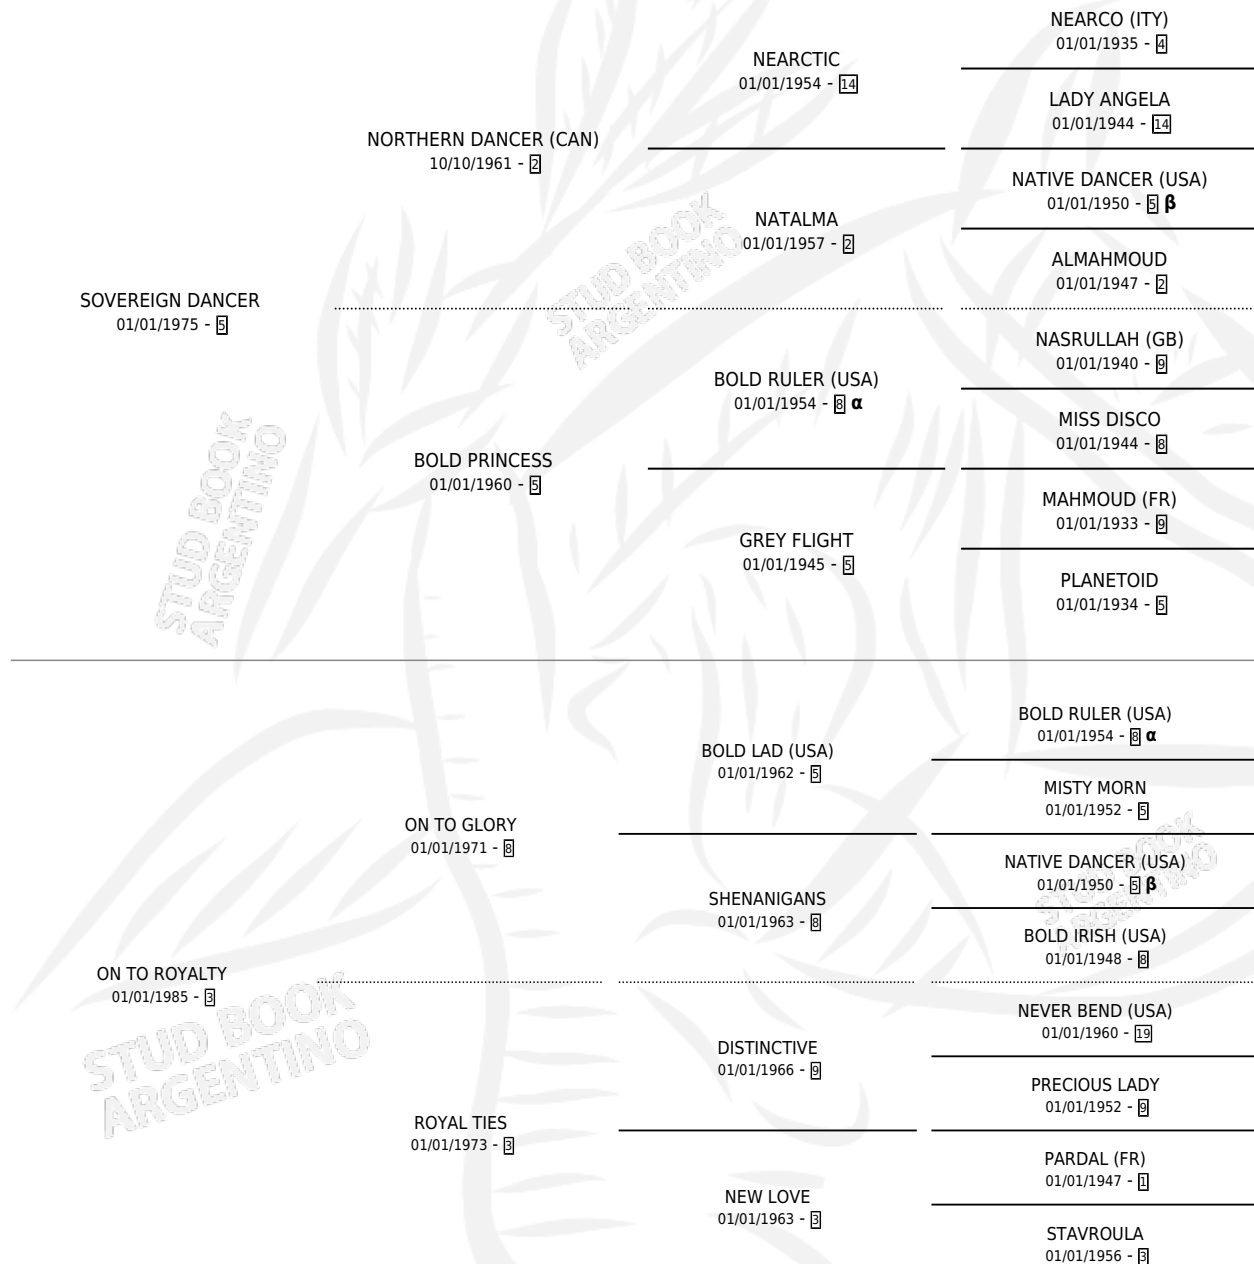 NEARCO (ITY)
01/01/1935 - 4
NEARCTIC
01/01/1954 - 14
LADY ANGELA
01/01/1944 - 14
NORTHERN DANCER (CAN)
10/10/1961 - 2
NATIVE DANCER (USA)
01/01/1950 - 5 β
NATALMA
01/01/1957 - 2
ALMAHMOUD
01/01/1947 - 2
STUD BOOK
ARGENTINO
SOVEREIGN DANCER
01/01/1975 - 5
NASRULLAH (GB)
01/01/1940 - 9
BOLD RULER (USA)
01/01/1954 - 8 α
MISS DISCO
01/01/1944 - 8
BOLD PRINCESS
01/01/1960 - 5
MAHMOUD (FR)
01/01/1933 - 9
GREY FLIGHT
01/01/1945 - 5
PLANETOID
01/01/1934 - 5
STUD BOOK
ARGENTINO
BOLD RULER (USA)
01/01/1954 - 8 α
BOLD LAD (USA)
01/01/1962 - 5
MISTY MORN
01/01/1952 - 5
ON TO GLORY
01/01/1971 - 8
NATIVE DANCER (USA)
01/01/1950 - 5 β
SHENANIGANS
01/01/1963 - 8
BOLD IRISH (USA)
01/01/1948 - 8
STUD BOOK
ARGENTINO
ON TO ROYALTY
01/01/1985 - 3
NEVER BEND (USA)
01/01/1960 - 19
DISTINCTIVE
01/01/1966 - 9
PRECIOUS LADY
01/01/1952 - 9
STUD BOOK
ARGENTINO
ROYAL TIES
01/01/1973 - 3
PARDAL (FR)
01/01/1947 - 1
NEW LOVE
01/01/1963 - 3
STAVROULA
01/01/1956 - 3